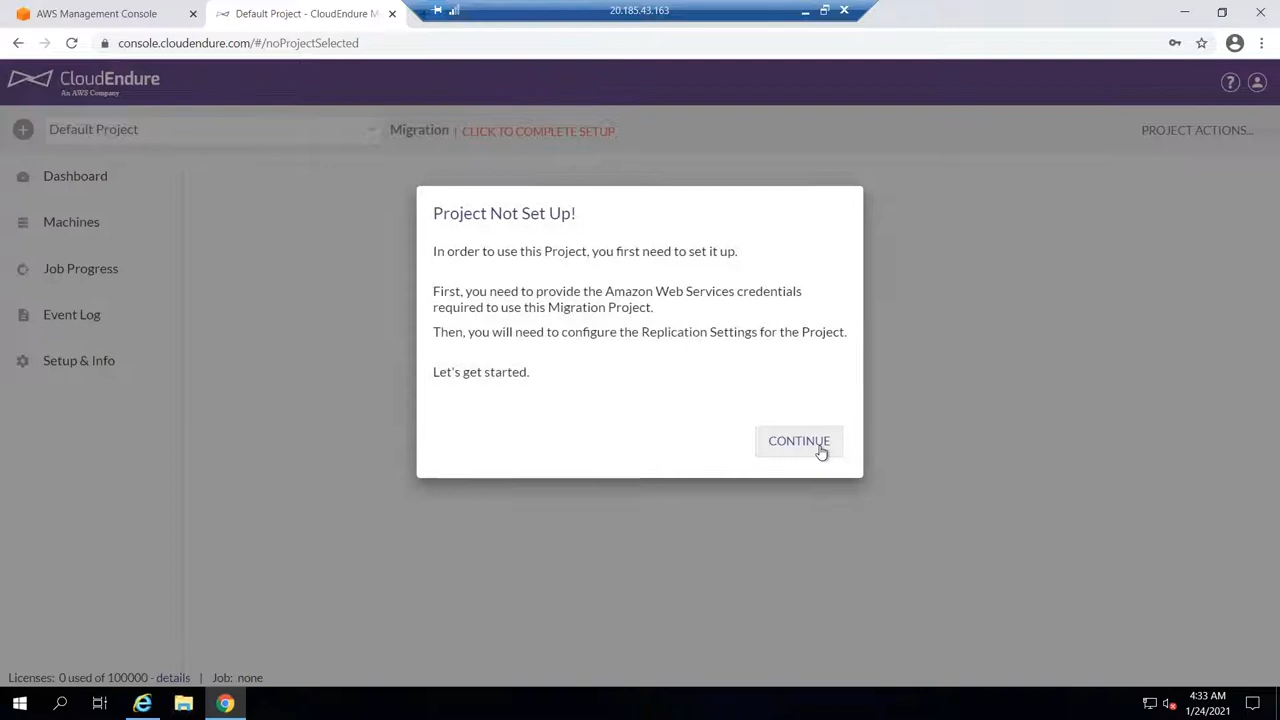 AWS Management Console
Default Project - CloudEndure M
20.185.43.163
console.cloudendure.com/#/noProjectSelected
CloudEndure
An AWS Company
Default Project
Migration | CLICK TO COMPLETE SETUP
PROJECT ACTIONS...
Dashboard
Machines
Job Progress
Event Log
Setup & Info
Project Not Set Up!
In order to use this Project, you first need to set it up.
First, you need to provide the Amazon Web Services credentials
required to use this Migration Project.
Then, you will need to configure the Replication Settings for the Project.
Let's get started.
CONTINUE
Licenses: 0 used of 100000 - details | Job: none
4:33 AM
1/24/2021